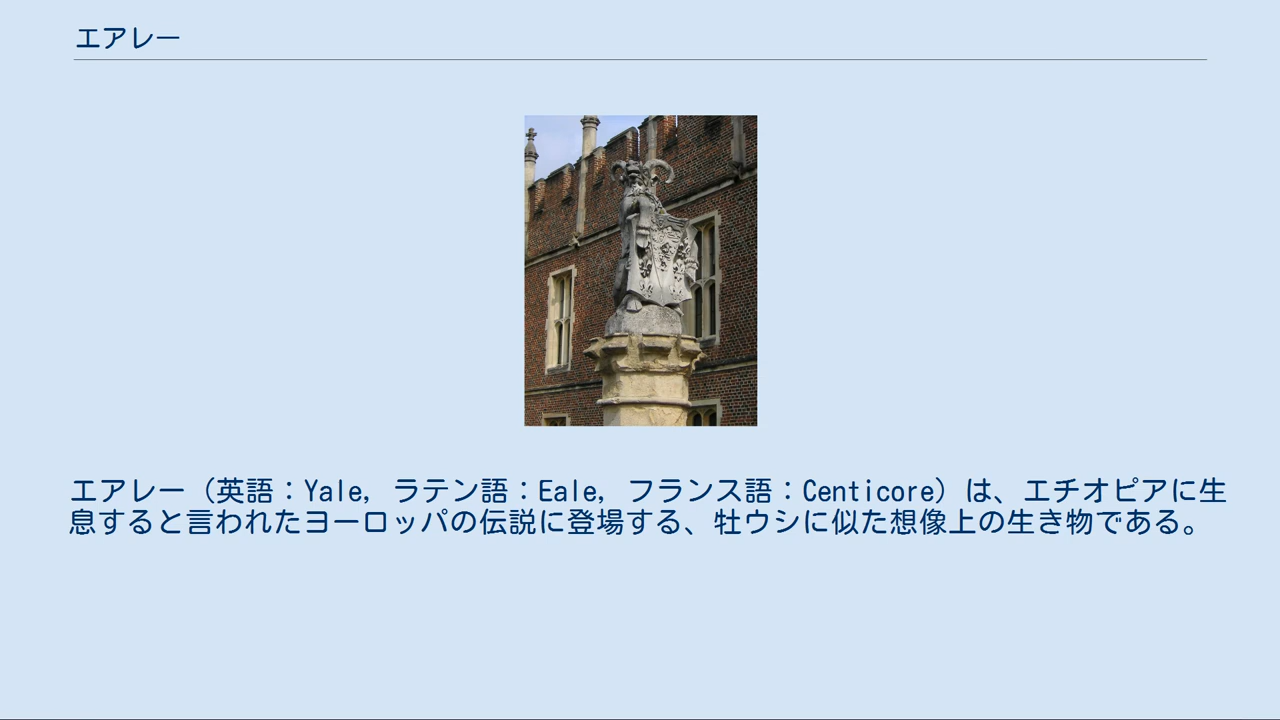 エアレー
エアレー（英語：Yale, ラテン語：Eale, フランス語：Centicore）は、エチオピアに生
息すると言われたヨーロッパの伝説に登場する、牡ウシに似た想像上の生き物である。